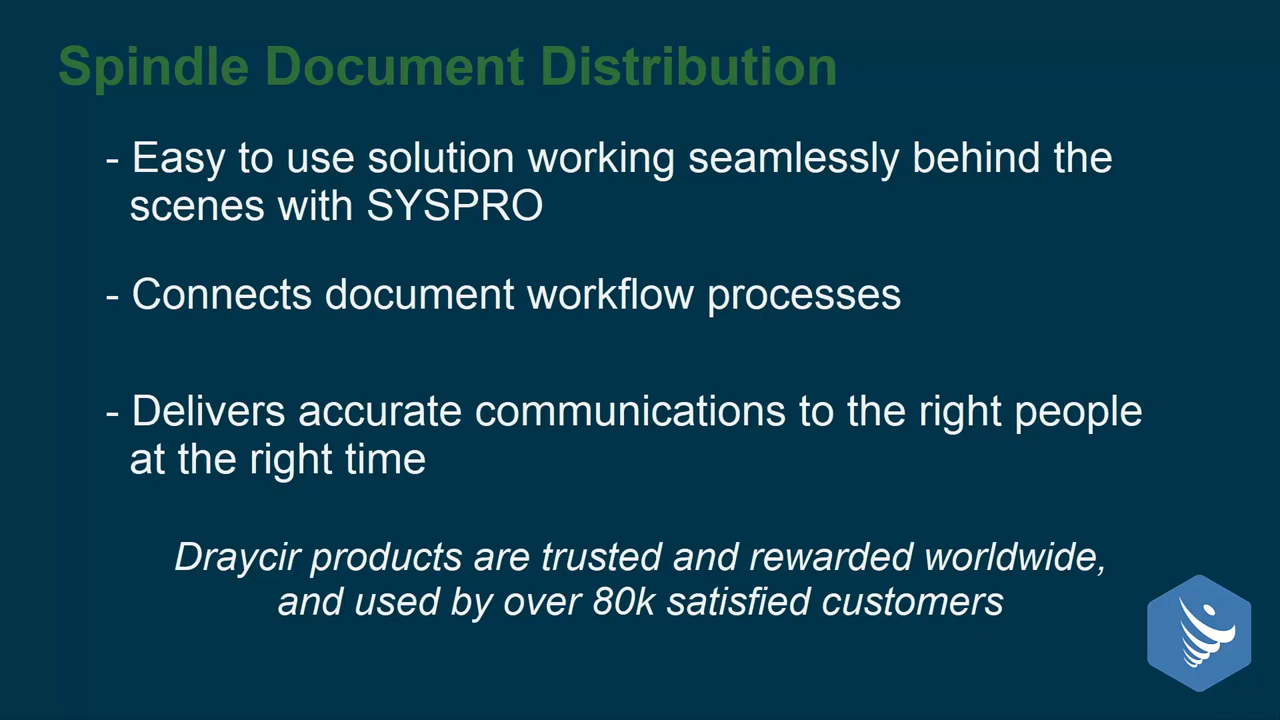 Spindle Document Distribution
- Easy to use solution working seamlessly behind the
scenes with SYSPRO
- Connects document workflow processes
- Delivers accurate communications to the right people
at the right time
Draycir products are trusted and rewarded worldwide,
and used by over 80k satisfied customers